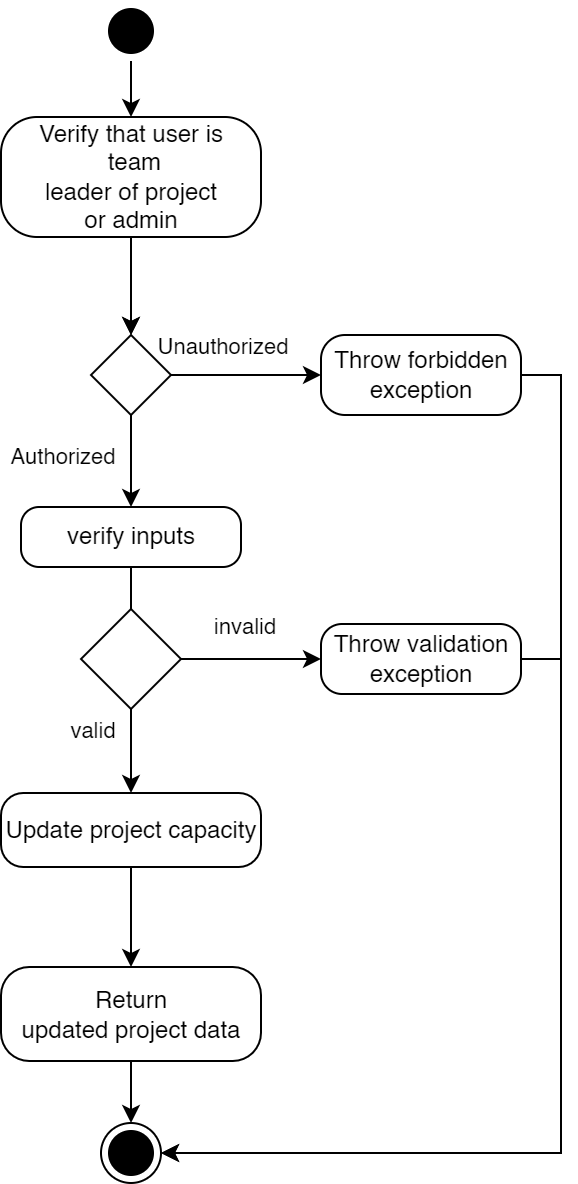 Verify that user is
team
leader of project
or admin
Unauthorized
Throw forbidden
exception
Authorized
verify inputs
invalid
Throw validation
exception
valid
Update project capacity
Return
updated project data